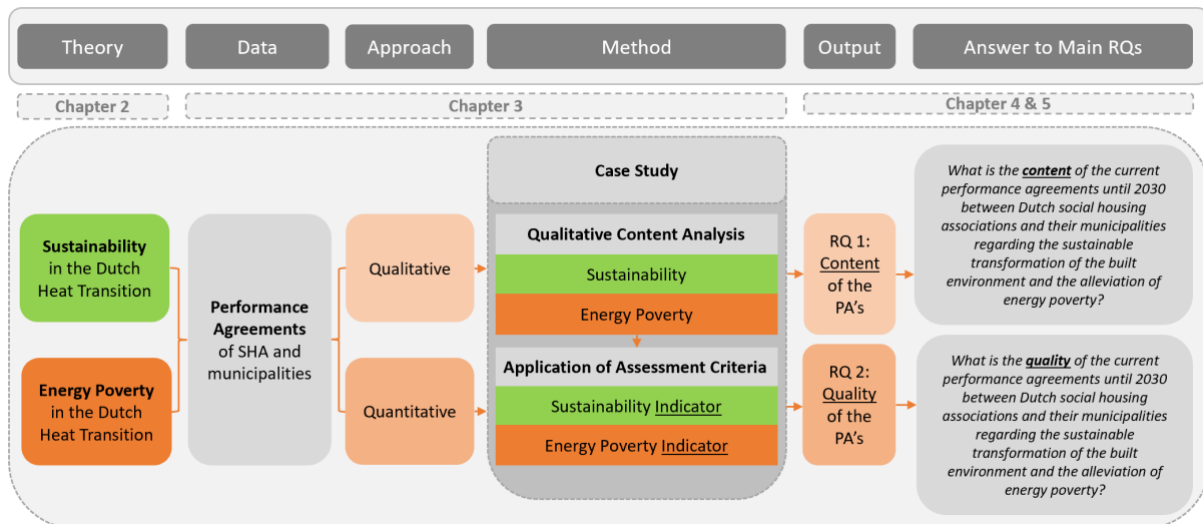 Theory
Data
Approach
Method
Output
Answer to Main RQs
Chapter 2
Chapter 3
Chapter 4 & 5
Sustainability
in the Dutch
Heat Transition
Energy Poverty
in the Dutch
Heat Transition
Performance
Agreements
of SHA and
municipalities
Qualitative
Quantitative
Case Study
Qualitative Content Analysis
Sustainability
Energy Poverty
Application of Assessment Criteria
Sustainability Indicator
Energy Poverty Indicator
RQ 1:
Content
of the
PA's
RQ 2:
Quality
of the
PA's
What is the content of the current
performance agreements until 2030
between Dutch social housing
associations and their municipalities
regarding the sustainable
transformation of the built
environment and the alleviation of
energy poverty?
What is the quality of the current
performance agreements until 2030
between Dutch social housing
associations and their municipalities
regarding the sustainable
transformation of the built
environment and the alleviation of
energy poverty?